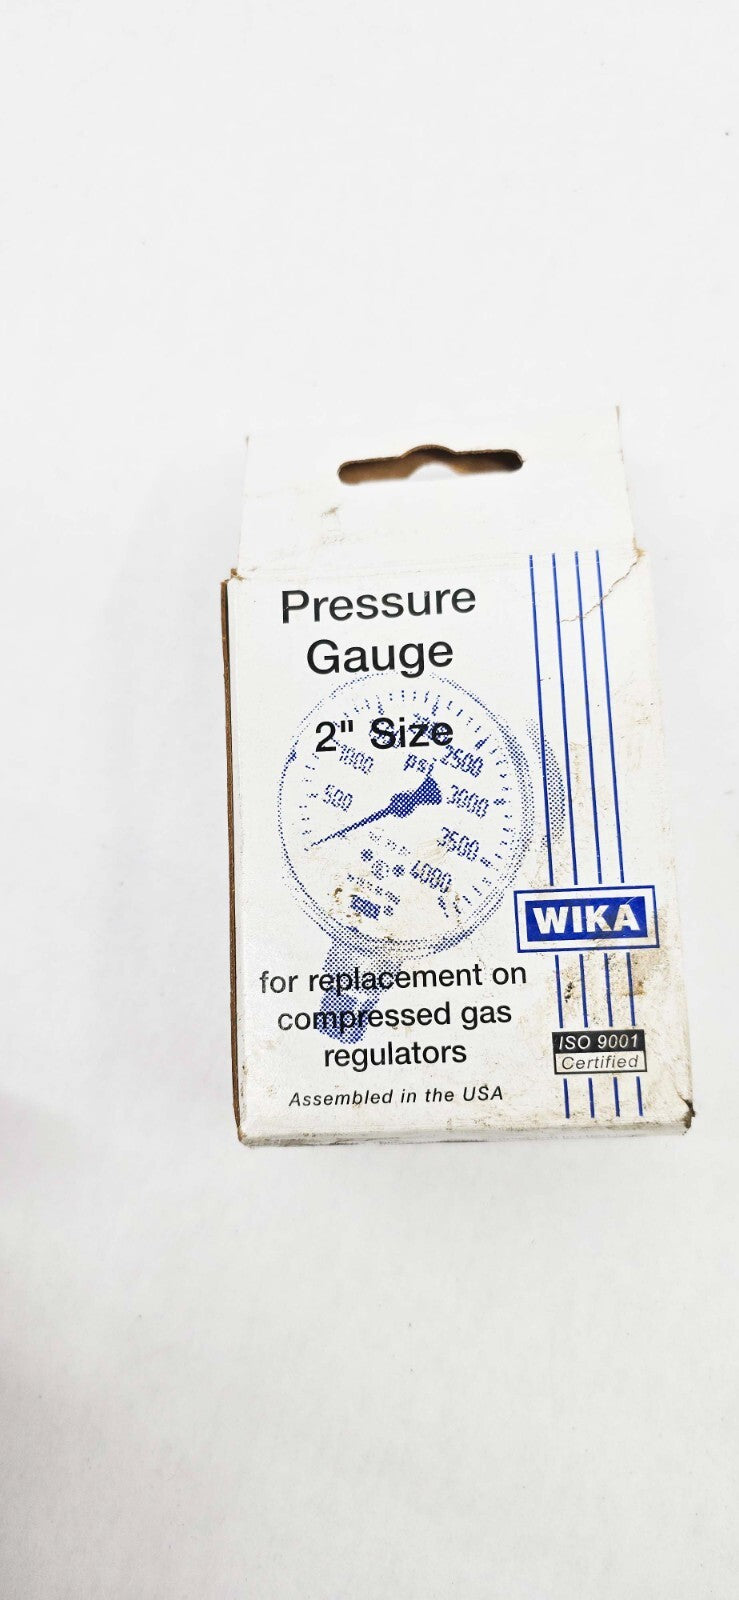 Pressure
Gauge
2" Size
psi
500
1000
2500
3000
3500
4000
WIKA
for replacement on
compressed gas
regulators
ISO 9001
Certified
Assembled in the USA